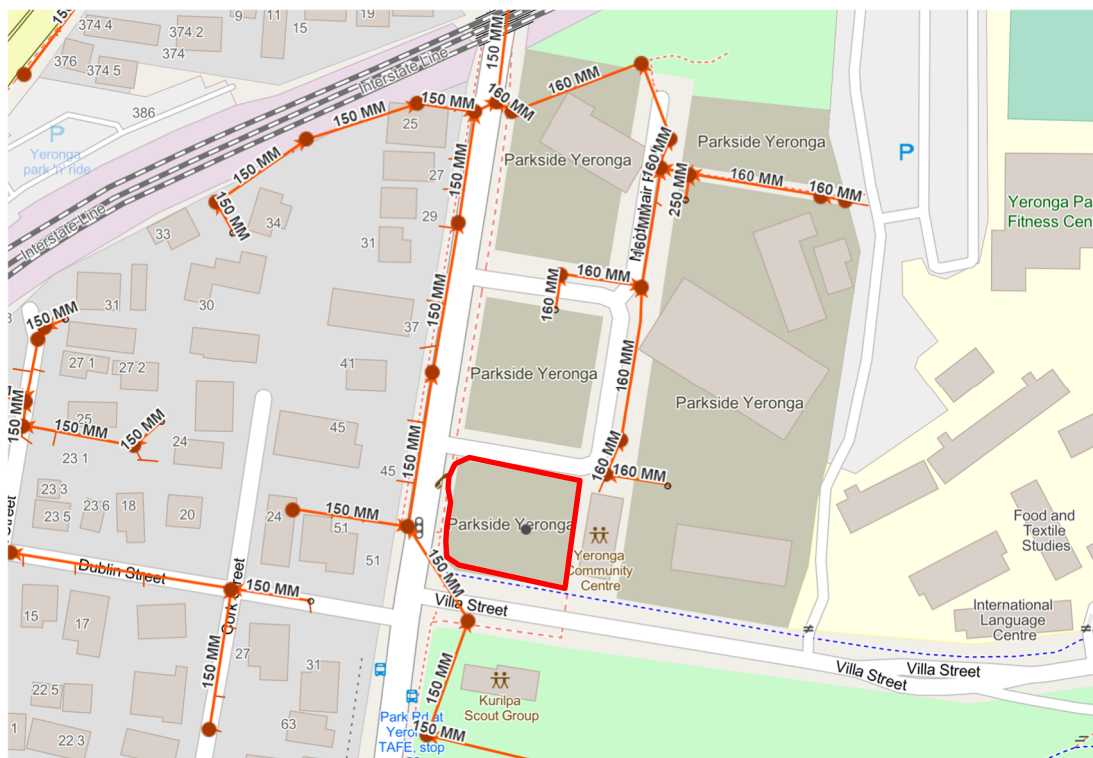 374 4
374 2
374
9
11
15
19
376
374 5
386
P
Yeronga
park 'n' ride
Interstate Line
Interstate Line
150 MM
150 MM
150 MM
150 MM
160 MM
160 MM
25
27
29
31
33
34
150 MM
150 MM
160 MM
250 MM
160 MM
160 MM
160 MM
Parkside Yeronga
Parkside Yeronga
P
Yeronga Pa
Fitness Cen
31
30
37
150 MM
150 MM
27 1
27 2
41
160 MM
160 MM
160 MM
Parkside Yeronga
Parkside Yeronga
150 MM
25
150 MM
150 MM
24
23 1
45
45
150 MM
160 MM
160 MM
23 3
23 5
23 6
18
20
24
150 MM
51
51
Parkside Yeronga
Yeronga
Community
Centre
150 MM
Food and
Textile
Studies
Dublin Street
150 MM
Cork Street
Villa Street
Villa Street
Villa Street
International
Language
Centre
15
17
27
31
150 MM
150 MM
Kurilpa
Scout Group
22 5
22 3
1
63
Park Rd at
TAFE, stop
150 MM